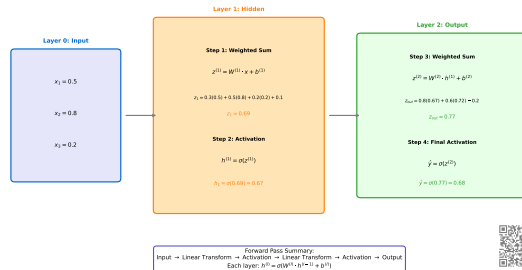 Layer 0: Input
x₁ = 0.5
x₂ = 0.8
x₃ = 0.2
Layer 1: Hidden
Step 1: Weighted Sum
z⁽¹⁾ = W⁽¹⁾ · x + b⁽¹⁾
z₁ = 0.3(0.5) + 0.5(0.8) + 0.2(0.2) + 0.1
z₁ = 0.69
Step 2: Activation
h⁽¹⁾ = σ(z⁽¹⁾)
h₁ = σ(0.69) = 0.67
Layer 2: Output
Step 3: Weighted Sum
z⁽²⁾ = W⁽²⁾ · h⁽¹⁾ + b⁽²⁾
z_out = 0.8(0.67) + 0.6(0.72) − 0.2
z_out = 0.77
Step 4: Final Activation
ŷ = σ(z⁽²⁾)
ŷ = σ(0.77) = 0.68
Forward Pass Summary:
Input → Linear Transform → Activation → Linear Transform → Activation → Output
Each layer: h⁽ˡ⁾ = σ(W⁽ˡ⁾ · h⁽ˡ⁻¹⁾ + b⁽ˡ⁾)